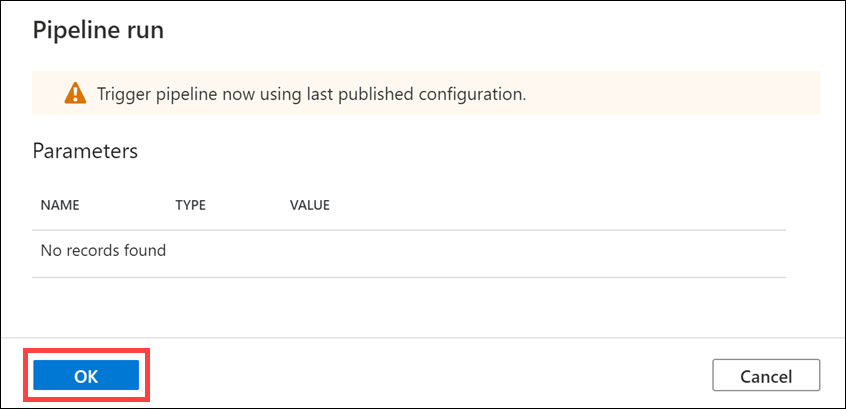 Pipeline run
Trigger pipeline now using last published configuration.
Parameters
NAME TYPE VALUE
No records found
OK Cancel